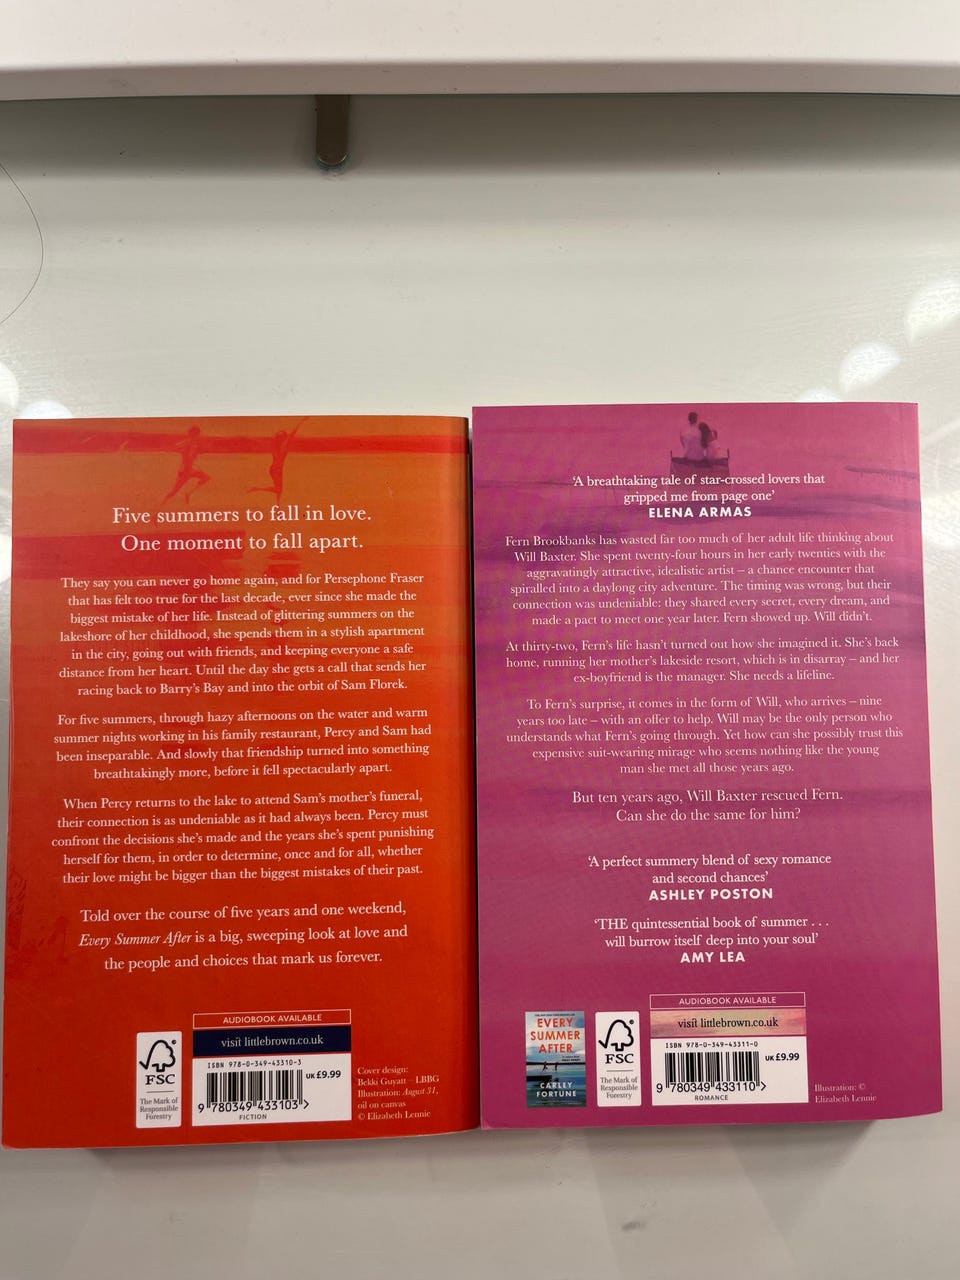 Five summers to fall in love.
One moment to fall apart.
They say you can never go home again, and for Persephone Fraser
that has felt too true for the last decade, ever since she made the
biggest mistake of her life. Instead of glittering summers on the
lakeshore of her childhood, she spends them in a stylish apartment
in the city, going out with friends, and keeping everyone a safe
distance from her heart. Until the day she gets a call that sends her
racing back to Barry's Bay and into the orbit of Sam Florek.
For five summers, through hazy afternoons on the water and warm
summer nights working in his family restaurant, Percy and Sam had
been inseparable. And slowly that friendship turned into something
breathtakingly more, before it fell spectacularly apart.
When Percy returns to the lake to attend Sam's mother's funeral,
their connection is as undeniable as it had always been. Percy must
confront the decisions she's made and the years she's spent punishing
herself for them, in order to determine, once and for all, whether
their love might be bigger than the biggest mistakes of their past.
Told over the course of five years and one weekend,
Every Summer After is a big, sweeping look at love and
the people and choices that mark us forever.
AUDIOBOOK AVAILABLE
visit littlebrown.co.uk
FSC
The Mark of
Responsible
Forestry
ISBN 978-0-349-43310-3
UK £9.99
9 780349 433103 >
FICTION
Cover design:
Bekki Guyatt – LBBG
Illustration: August 31,
oil on canvas
© Elizabeth Lennie
'A breathtaking tale of star-crossed lovers that
gripped me from page one'
ELENA ARMAS
Fern Brookbanks has wasted far too much of her adult life thinking about
Will Baxter. She spent twenty-four hours in her early twenties with the
aggravatingly attractive, idealistic artist – a chance encounter that
spiralled into a daylong city adventure. The timing was wrong, but their
connection was undeniable: they shared every secret, every dream, and
made a pact to meet one year later. Fern showed up. Will didn't.
At thirty-two, Fern's life hasn't turned out how she imagined it. She's back
home, running her mother's lakeside resort, which is in disarray – and her
ex-boyfriend is the manager. She needs a lifeline.
To Fern's surprise, it comes in the form of Will, who arrives – nine
years too late – with an offer to help. Will may be the only person who
understands what Fern's going through. Yet how can she possibly trust this
expensive suit-wearing mirage who seems nothing like the young
man she met all those years ago.
But ten years ago, Will Baxter rescued Fern.
Can she do the same for him?
'A perfect summery blend of sexy romance
and second chances'
ASHLEY POSTON
'THE quintessential book of summer . . .
will burrow itself deep into your soul'
AMY LEA
EVERY
SUMMER
AFTER
CARLEY
FORTUNE
FSC
The Mark of
Responsible
Forestry
AUDIOBOOK AVAILABLE
visit littlebrown.co.uk
ISBN 978-0-349-43311-0
UK £9.99
9 780349 433110 >
ROMANCE
Illustration: ©
Elizabeth Lennie